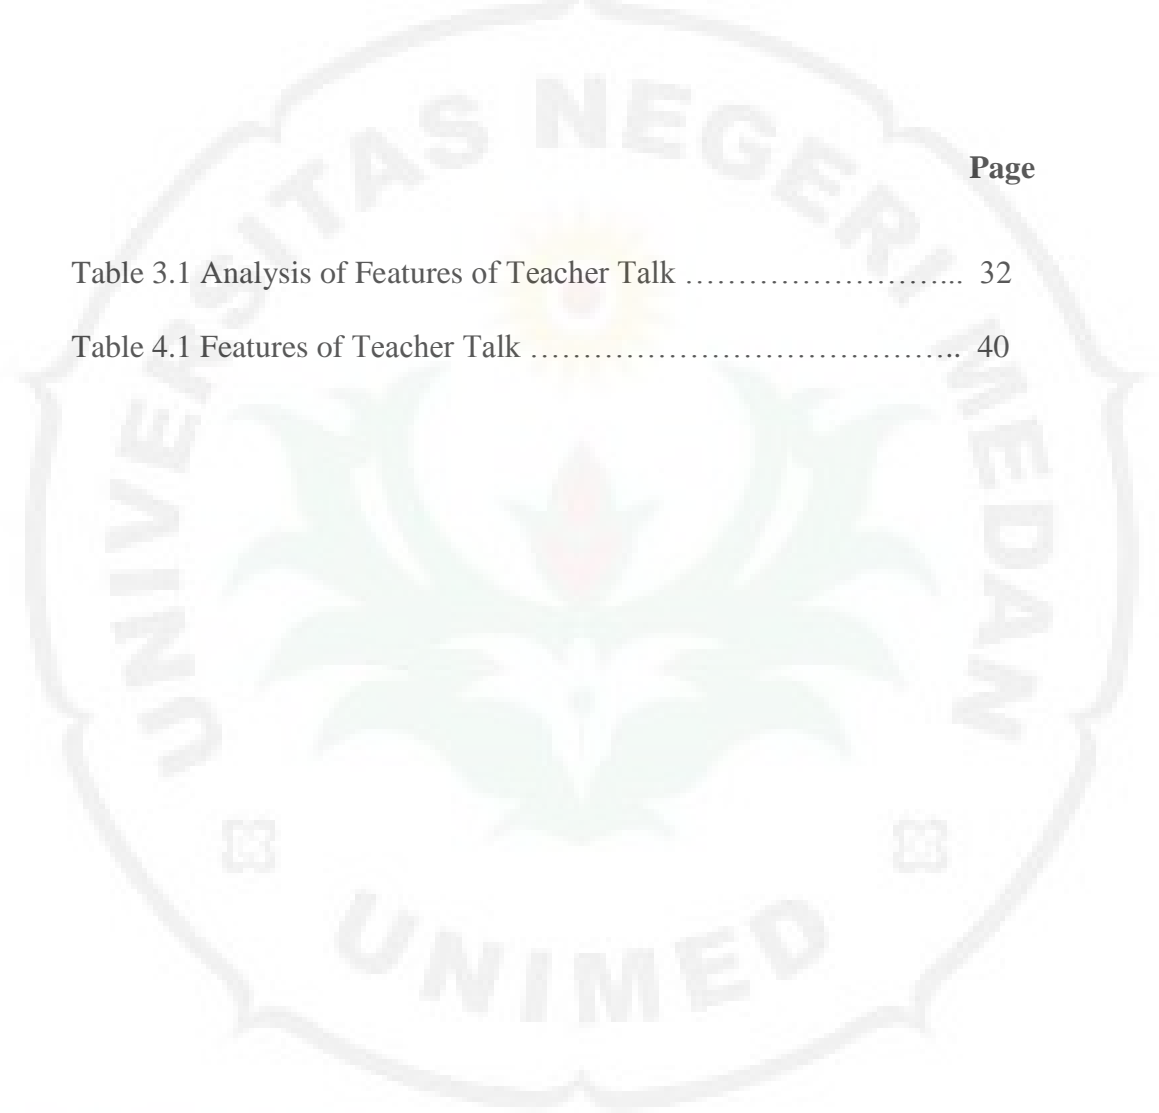 Page
Table 3.1 Analysis of Features of Teacher Talk ……………………... 32
Table 4.1 Features of Teacher Talk ………………………………….. 40
UNIVERSITAS NEGERI MEDAN
UNIMED